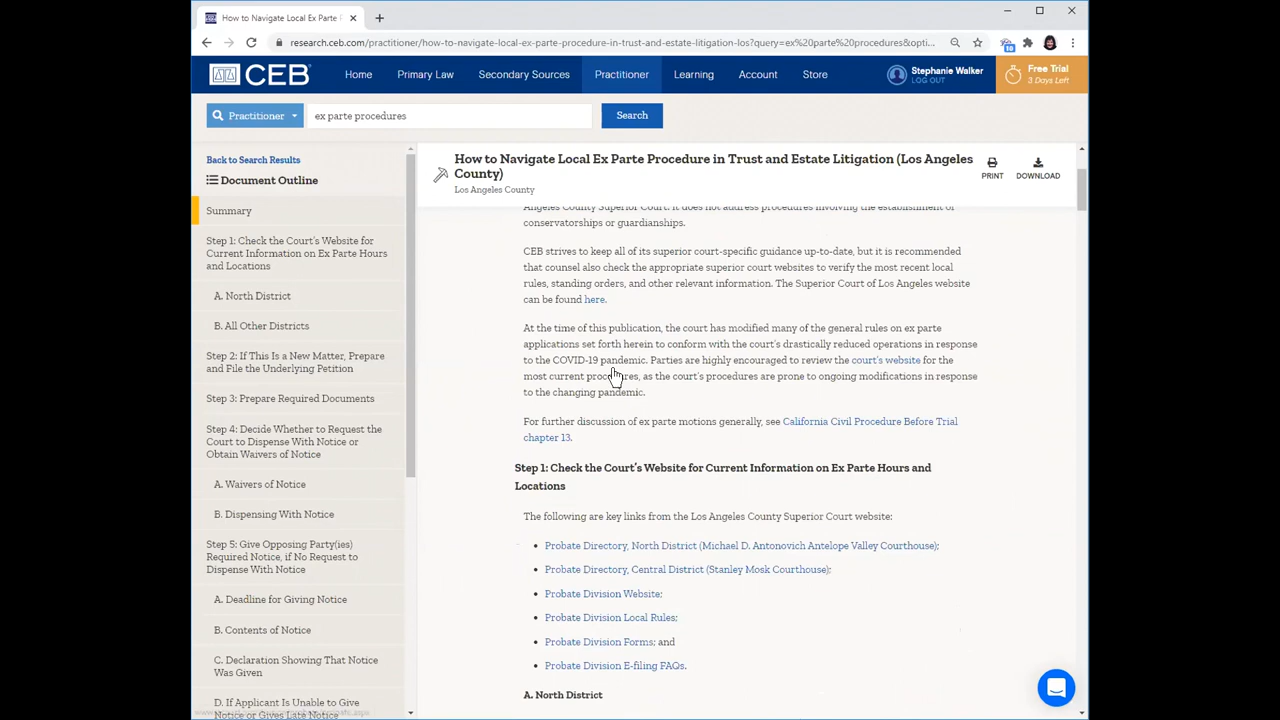 How to Navigate Local Ex Parte P
research.ceb.com/practitioner/how-to-navigate-local-ex-parte-procedure-in-trust-and-estate-litigation-los?query=ex%20parte%20procedures&opti...
CEB
Home Primary Law Secondary Sources Practitioner Learning Account Store
Stephanie Walker
LOG OUT
Free Trial
3 Days Left
Practitioner ex parte procedures Search
Back to Search Results
Document Outline
Summary
Step 1: Check the Court's Website for
Current Information on Ex Parte Hours
and Locations
A. North District
B. All Other Districts
Step 2: If This Is a New Matter, Prepare
and File the Underlying Petition
Step 3: Prepare Required Documents
Step 4: Decide Whether to Request the
Court to Dispense With Notice or
Obtain Waivers of Notice
A. Waivers of Notice
B. Dispensing With Notice
Step 5: Give Opposing Party(ies)
Required Notice, if No Request to
Dispense With Notice
A. Deadline for Giving Notice
B. Contents of Notice
C. Declaration Showing That Notice
Was Given
D. If Applicant Is Unable to Give
Notice or Gives Late Notice
How to Navigate Local Ex Parte Procedure in Trust and Estate Litigation (Los Angeles
County)
Los Angeles County
PRINT
DOWNLOAD
Angeles County Superior Court. It does not address procedures involving the establishment of
conservatorships or guardianships.
CEB strives to keep all of its superior court-specific guidance up-to-date, but it is recommended
that counsel also check the appropriate superior court websites to verify the most recent local
rules, standing orders, and other relevant information. The Superior Court of Los Angeles website
can be found here.
At the time of this publication, the court has modified many of the general rules on ex parte
applications set forth herein to conform with the court's drastically reduced operations in response
to the COVID-19 pandemic. Parties are highly encouraged to review the court's website for the
most current procedures, as the court's procedures are prone to ongoing modifications in response
to the changing pandemic.
For further discussion of ex parte motions generally, see California Civil Procedure Before Trial
chapter 13.
Step 1: Check the Court's Website for Current Information on Ex Parte Hours and
Locations
The following are key links from the Los Angeles County Superior Court website:
• Probate Directory, North District (Michael D. Antonovich Antelope Valley Courthouse);
• Probate Directory, Central District (Stanley Mosk Courthouse);
• Probate Division Website;
• Probate Division Local Rules;
• Probate Division Forms; and
• Probate Division E-filing FAQs.
A. North District